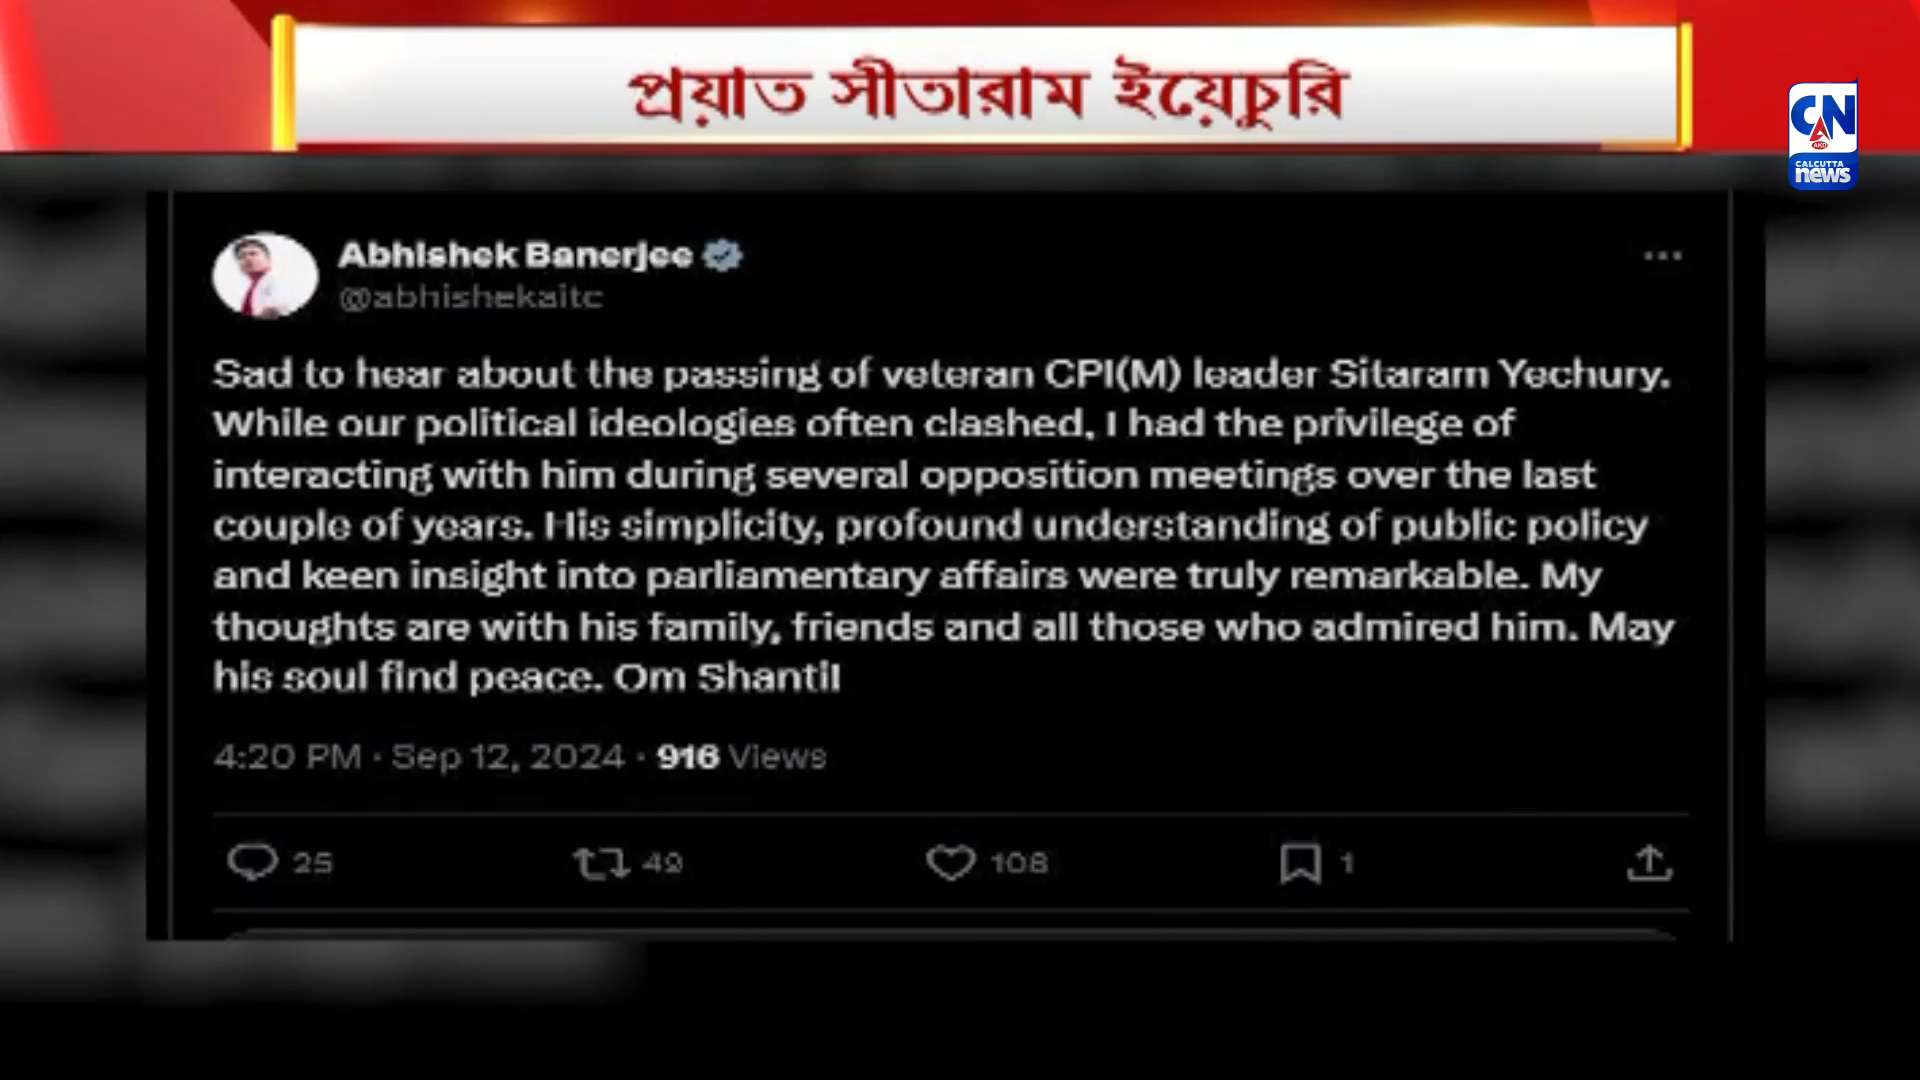 প্রয়াত সীতারাম ইয়েচুরি
CN
AKD
CALCUTTA
news
Abhishek Banerjee
@abhishekaitc
Sad to hear about the passing of veteran CPI(M) leader Sitaram Yechury.
While our political ideologies often clashed, I had the privilege of
interacting with him during several opposition meetings over the last
couple of years. His simplicity, profound understanding of public policy
and keen insight into parliamentary affairs were truly remarkable. My
thoughts are with his family, friends and all those who admired him. May
his soul find peace. Om Shanti!
4:20 PM · Sep 12, 2024 · 916 Views
25 49 108 1